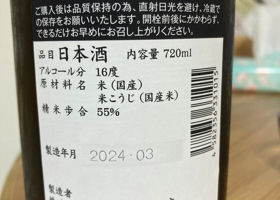 ご購入後は品質保持の為、直射日光を避け、冷蔵で
の保存をお願いいたします。開栓前後にかかわらず、
できるだけお早めにお召し上がりください。
品目 日本酒 内容量 720ml
アルコール分 16度
原材料名 米(国産)
米こうじ(国産米)
精米歩合 55%
製造年月 2024-03
製造者
4582356331015